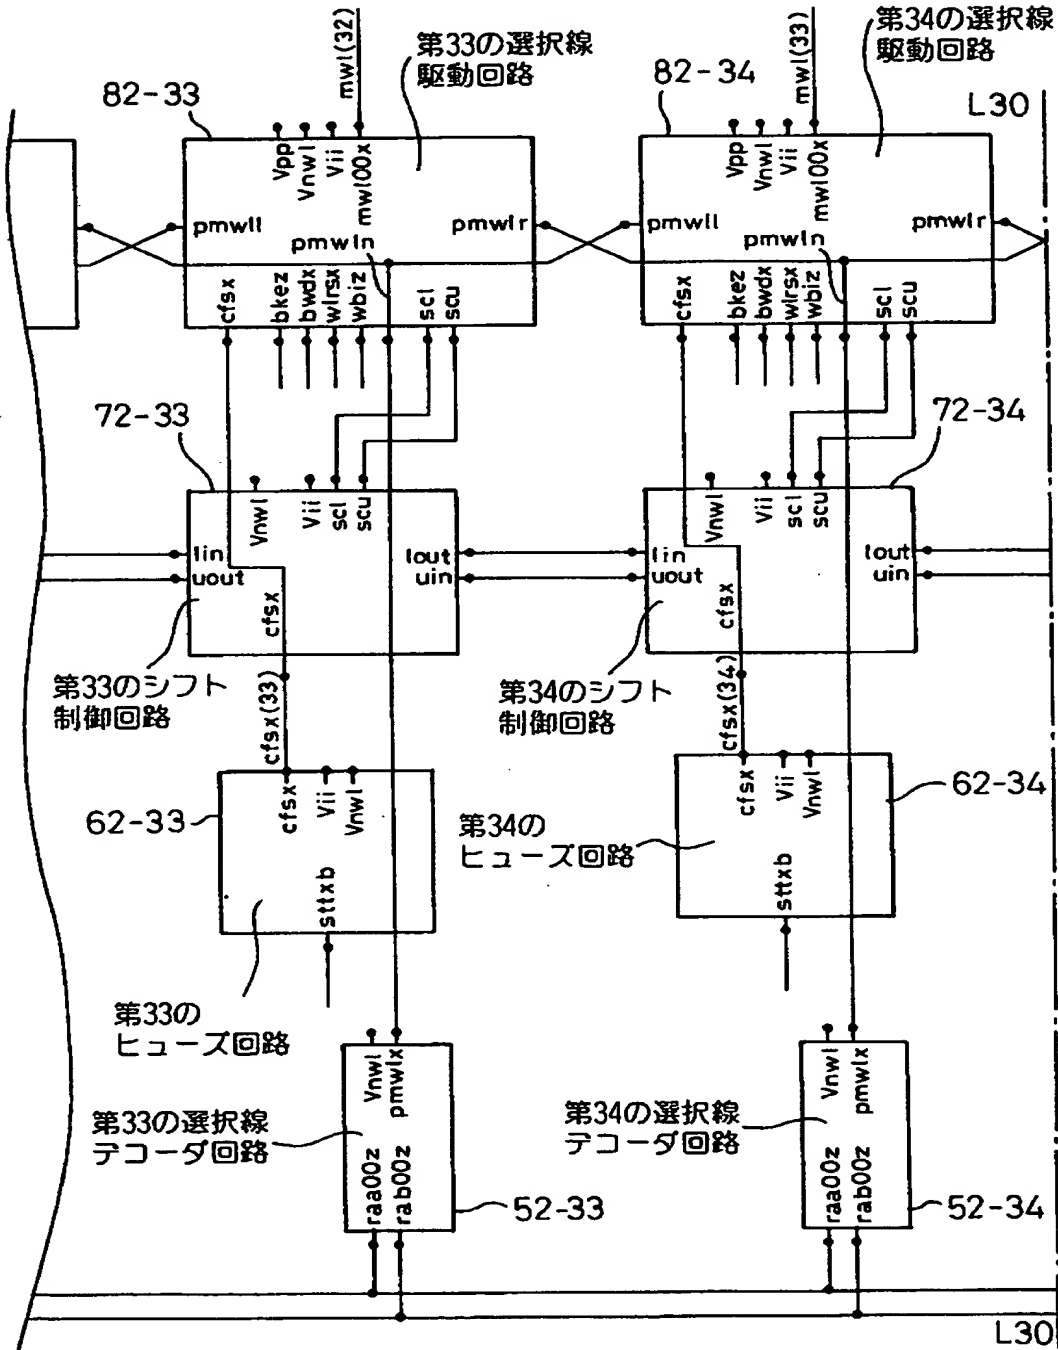 第33の選択線
駆動回路
第34の選択線
駆動回路
mwl(32)
mwl(33)
82-33
82-34
L30
Vpp
Vnwl
Vii
mwl00x
Vpp
Vnwl
Vii
mwl00x
pmwll
pmwln
pmwlr
pmwll
pmwln
pmwlr
cfsx
bkez
bwdx
wlrsx
wbiz
scl
scu
cfsx
bkez
bwdx
wlrsx
wbiz
scl
scu
72-33
72-34
Vnwl
Vii
scl
scu
Vnwl
Vii
scl
scu
lin
uout
lout
uin
lin
uout
lout
uin
cfsx
cfsx
第33のシフト
制御回路
cfsx(33)
第34のシフト
制御回路
cfsx(34)
62-33
cfsx
Vii
Vnwl
sttxb
第34の
ヒューズ回路
cfsx
Vii
Vnwl
sttxb
62-34
第33の
ヒューズ回路
第33の選択線
デコーダ回路
Vnwl
pmwlx
raa00z
rab00z
52-33
第34の選択線
デコーダ回路
Vnwl
pmwlx
raa00z
rab00z
52-34
L30